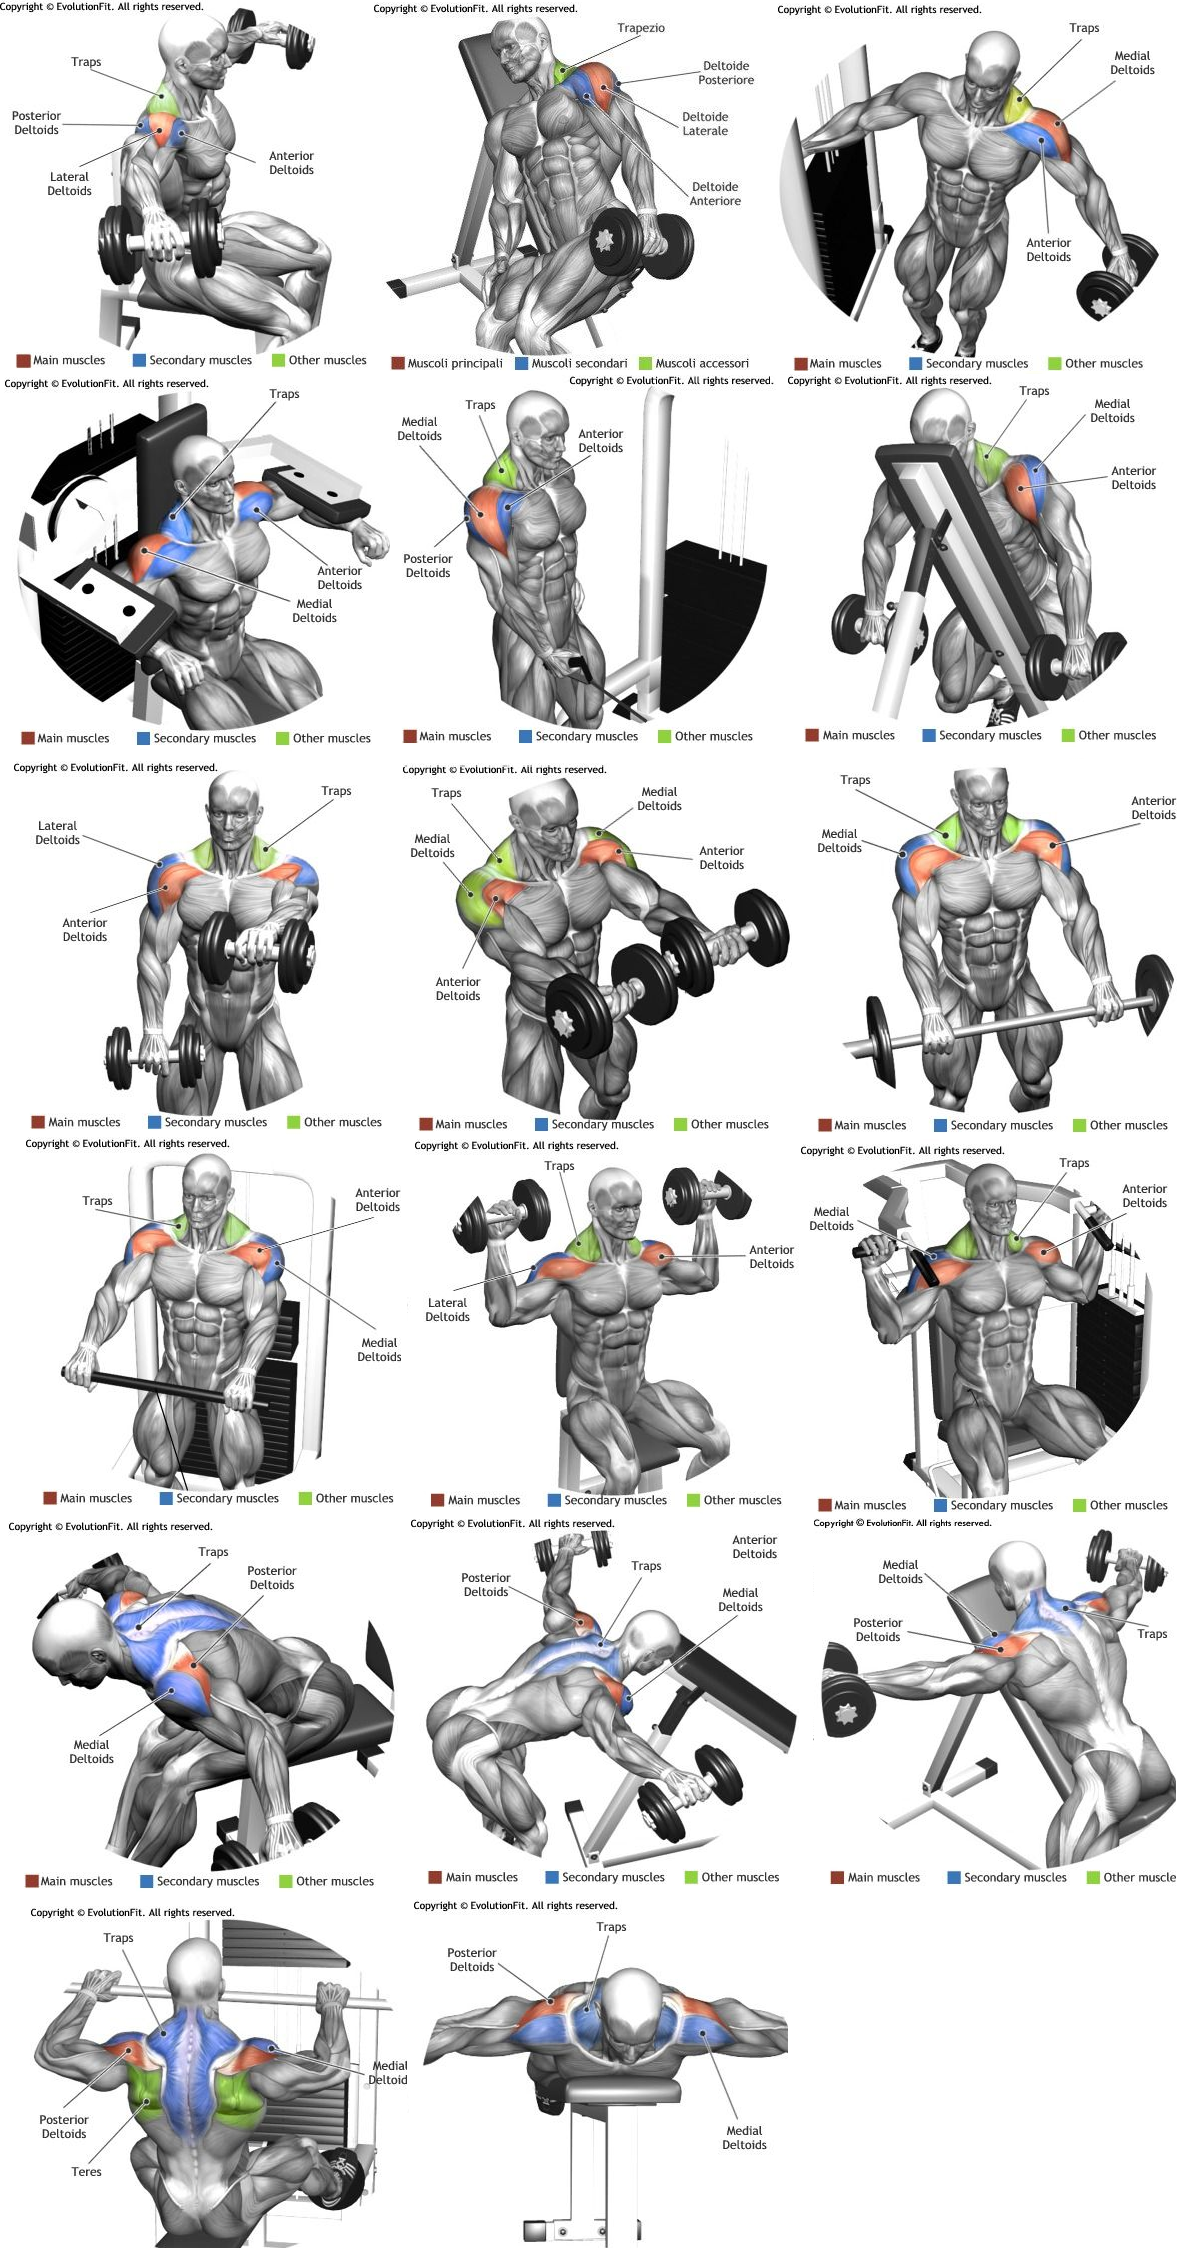 Copyright © EvolutionFit. All rights reserved.
Traps
Posterior
Deltoids
Lateral
Deltoids
Anterior
Deltoids
Main muscles
Secondary muscles
Other muscles
Copyright © EvolutionFit. All rights reserved.
Trapezio
Deltoide
Posteriore
Deltoide
Laterale
Deltoide
Anteriore
Muscoli principali
Muscoli secondari
Muscoli accessori
Copyright © EvolutionFit. All rights reserved.
Traps
Medial
Deltoids
Anterior
Deltoids
Main muscles
Secondary muscles
Other muscles
Copyright © EvolutionFit. All rights reserved.
Traps
Anterior
Deltoids
Medial
Deltoids
Main muscles
Secondary muscles
Other muscles
Copyright © EvolutionFit. All rights reserved.
Traps
Medial
Deltoids
Anterior
Deltoids
Posterior
Deltoids
Main muscles
Secondary muscles
Other muscles
Copyright © EvolutionFit. All rights reserved.
Traps
Medial
Deltoids
Anterior
Deltoids
Main muscles
Secondary muscles
Other muscles
Copyright © EvolutionFit. All rights reserved.
Traps
Lateral
Deltoids
Anterior
Deltoids
Main muscles
Secondary muscles
Other muscles
Copyright © EvolutionFit. All rights reserved.
Traps
Medial
Deltoids
Medial
Deltoids
Anterior
Deltoids
Anterior
Deltoids
Main muscles
Secondary muscles
Other muscles
Traps
Anterior
Deltoids
Medial
Deltoids
Main muscles
Secondary muscles
Other muscles
Copyright © EvolutionFit. All rights reserved.
Traps
Anterior
Deltoids
Medial
Deltoids
Main muscles
Secondary muscles
Other muscles
Copyright © EvolutionFit. All rights reserved.
Traps
Anterior
Deltoids
Lateral
Deltoids
Main muscles
Secondary muscles
Other muscles
Copyright © EvolutionFit. All rights reserved.
Traps
Anterior
Deltoids
Medial
Deltoids
Main muscles
Secondary muscles
Other muscles
Copyright © EvolutionFit. All rights reserved.
Traps
Posterior
Deltoids
Medial
Deltoids
Main muscles
Secondary muscles
Other muscles
Copyright © EvolutionFit. All rights reserved.
Anterior
Deltoids
Traps
Posterior
Deltoids
Medial
Deltoids
Main muscles
Secondary muscles
Other muscles
Copyright © EvolutionFit. All rights reserved.
Medial
Deltoids
Posterior
Deltoids
Traps
Main muscles
Secondary muscles
Other muscle
Copyright © EvolutionFit. All rights reserved.
Traps
Medial
Deltoid
Posterior
Deltoids
Teres
Copyright © EvolutionFit. All rights reserved.
Traps
Posterior
Deltoids
Medial
Deltoids